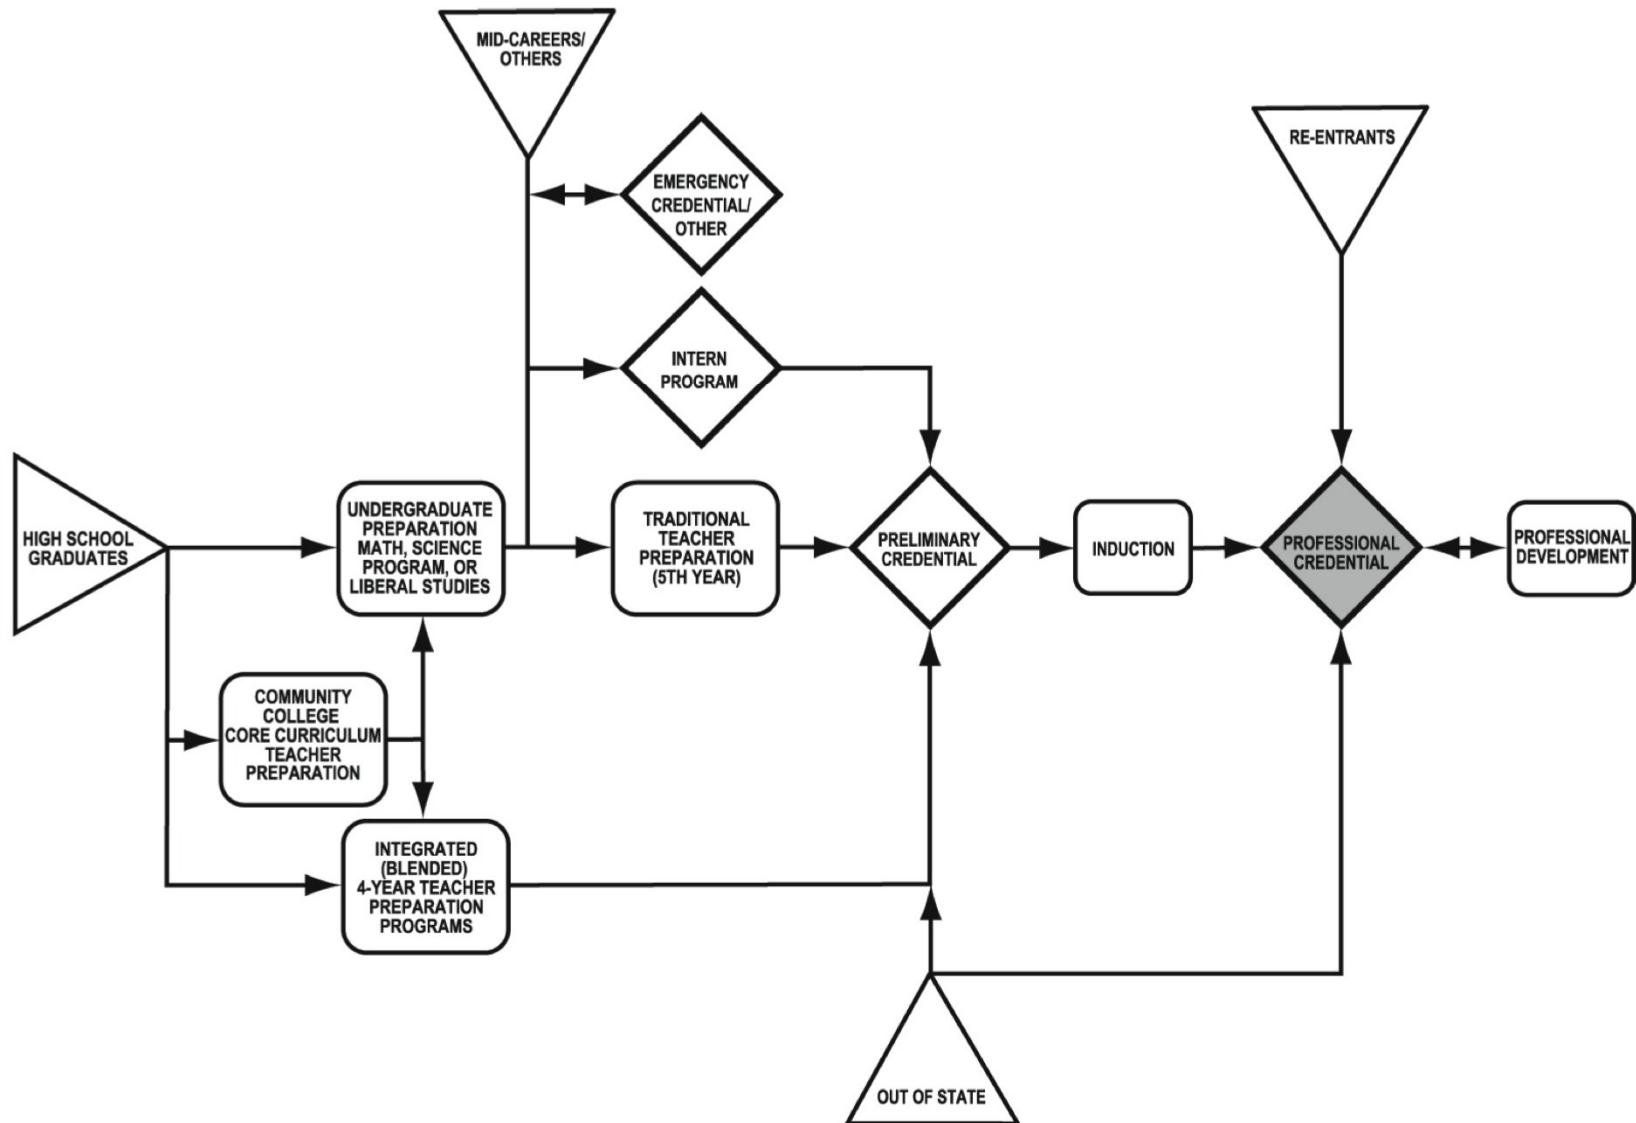 MID-CAREERS/
OTHERS
RE-ENTRANTS
EMERGENCY
CREDENTIAL/
OTHER
INTERN
PROGRAM
HIGH SCHOOL
GRADUATES
UNDERGRADUATE
PREPARATION
MATH, SCIENCE
PROGRAM, OR
LIBERAL STUDIES
TRADITIONAL
TEACHER
PREPARATION
(5TH YEAR)
PRELIMINARY
CREDENTIAL
INDUCTION
PROFESSIONAL
CREDENTIAL
PROFESSIONAL
DEVELOPMENT
COMMUNITY
COLLEGE
CORE CURRICULUM
TEACHER
PREPARATION
INTEGRATED
(BLENDED)
4-YEAR TEACHER
PREPARATION
PROGRAMS
OUT OF STATE